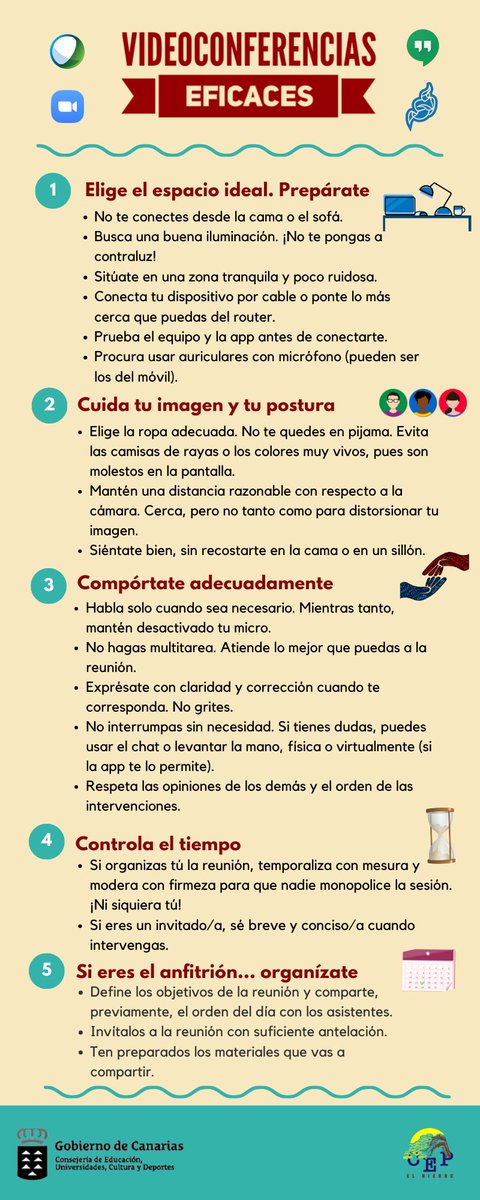 VIDEOCONFERENCIAS
EFICACES
1
Elige el espacio ideal. Prepárate
• No te conectes desde la cama o el sofá.
• Busca una buena iluminación. ¡No te pongas a
contraluz!
• Sitúate en una zona tranquila y poco ruidosa.
• Conecta tu dispositivo por cable o ponte lo más
cerca que puedas del router.
• Prueba el equipo y la app antes de conectarte.
• Procura usar auriculares con micrófono (pueden ser
los del móvil).
2
Cuida tu imagen y tu postura
• Elige la ropa adecuada. No te quedes en pijama. Evita
las camisas de rayas o los colores muy vivos, pues son
molestos en la pantalla.
• Mantén una distancia razonable con respecto a la
cámara. Cerca, pero no tanto como para distorsionar tu
imagen.
• Siéntate bien, sin recostarte en la cama o en un sillón.
3
Compórtate adecuadamente
• Habla solo cuando sea necesario. Mientras tanto,
mantén desactivado tu micro.
• No hagas multitarea. Atiende lo mejor que puedas a la
reunión.
• Exprésate con claridad y corrección cuando te
corresponda. No grites.
• No interrumpas sin necesidad. Si tienes dudas, puedes
usar el chat o levantar la mano, física o virtualmente (si
la app te lo permite).
• Respeta las opiniones de los demás y el orden de las
intervenciones.
4
Controla el tiempo
• Si organizas tú la reunión, temporaliza con mesura y
modera con firmeza para que nadie monopolice la sesión.
¡Ni siquiera tú!
• Si eres un invitado/a, sé breve y conciso/a cuando
intervengas.
5
Si eres el anfitrión... organízate
• Define los objetivos de la reunión y comparte,
previamente, el orden del día con los asistentes.
• Invítalos a la reunión con suficiente antelación.
• Ten preparados los materiales que vas a
compartir.
Gobierno de Canarias
Consejería de Educación,
Universidades, Cultura y Deportes
CEP
EL HIERRO